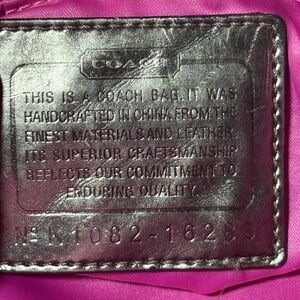 COACH
THIS IS A COACH BAG. IT WAS
HANDCRAFTED IN CHINA, FROM THE
FINEST MATERIALS AND LEATHER.
ITS SUPERIOR CRAFTSMANSHIP
REFLECTS OUR COMMITMENT TO
ENDURING QUALITY.